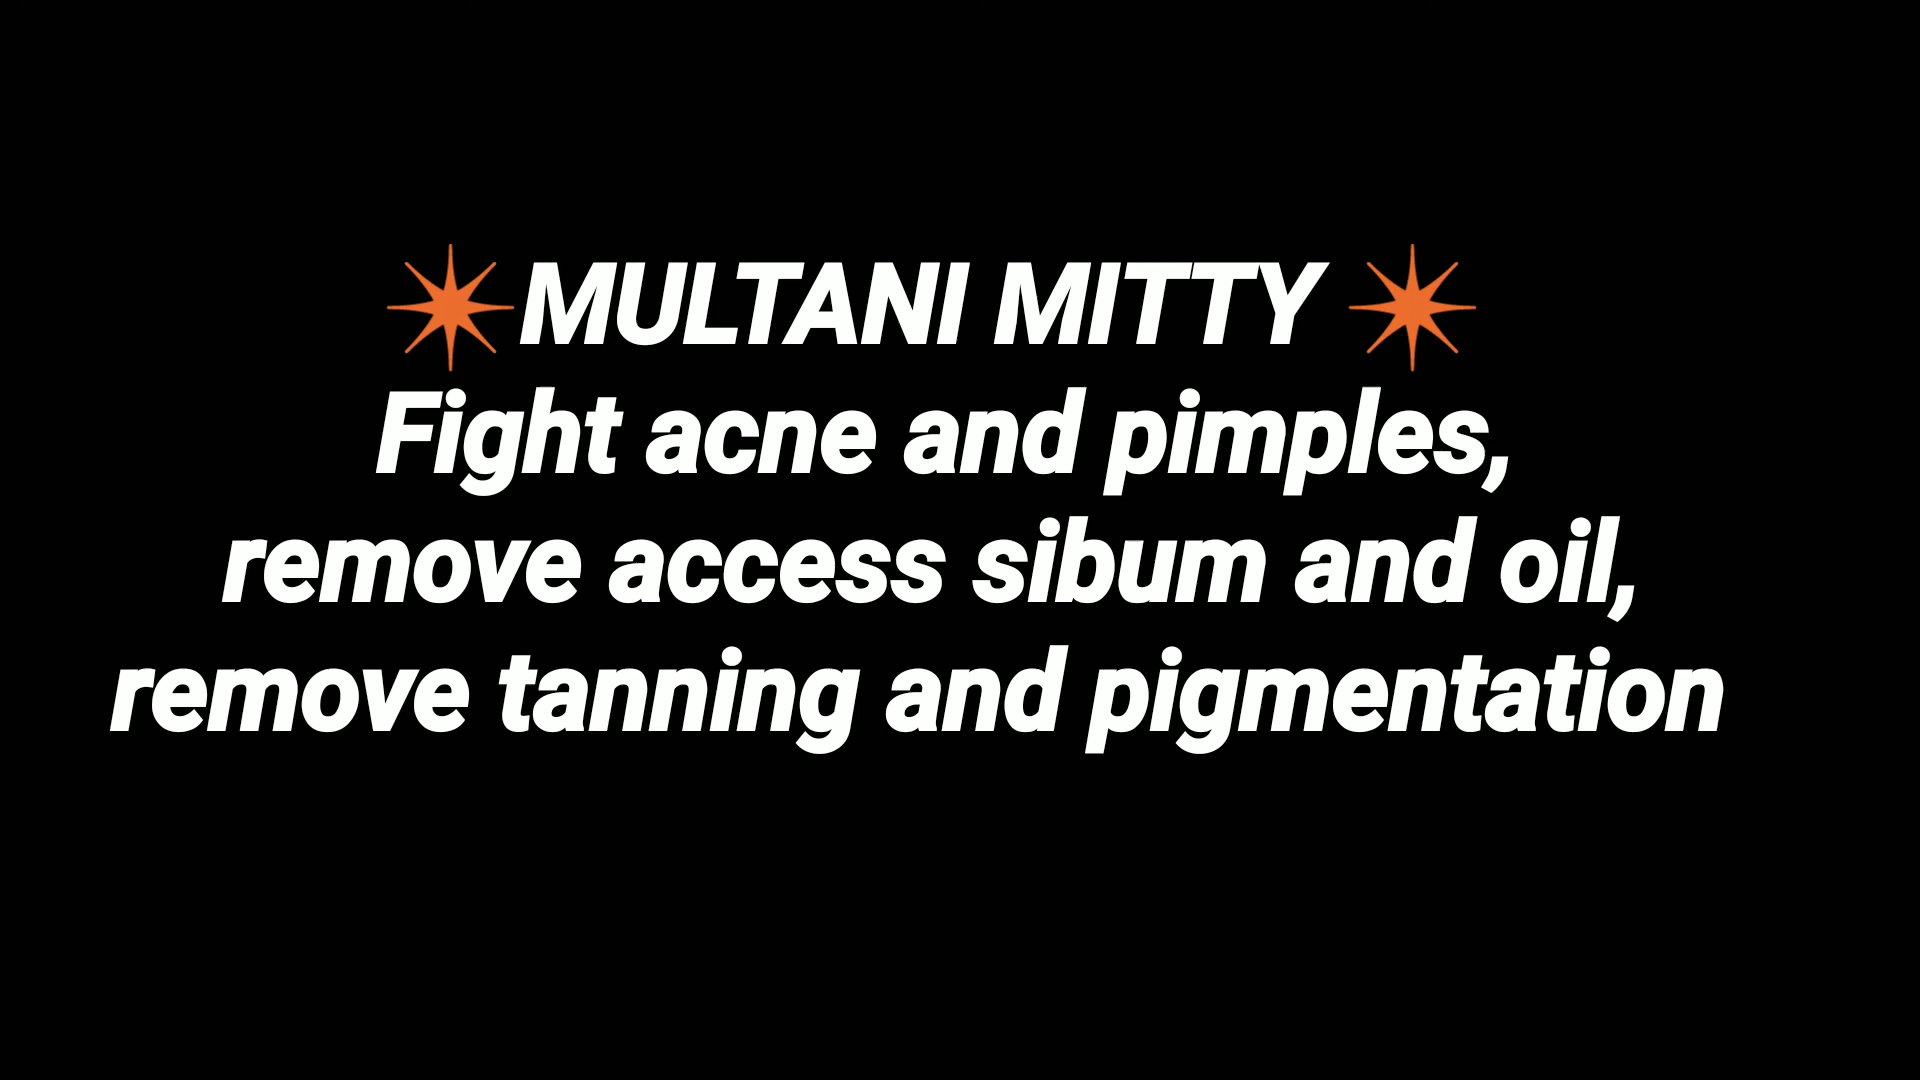 ✴MULTANI MITTY ✴
Fight acne and pimples,
remove access sibum and oil,
remove tanning and pigmentation